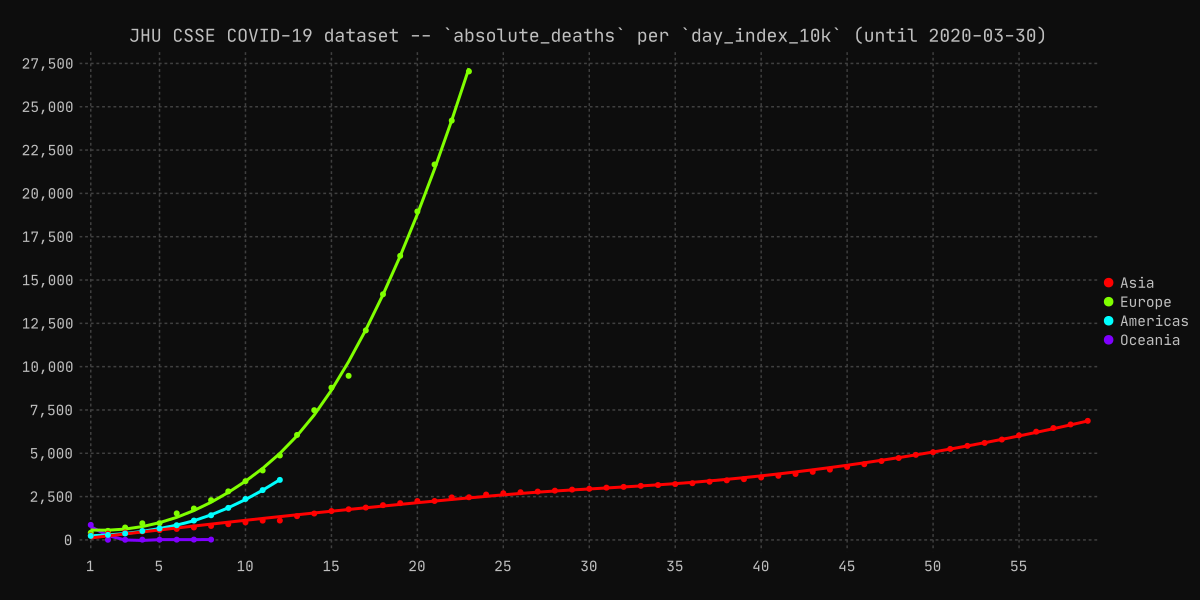 JHU CSSE COVID-19 dataset -- `absolute_deaths` per `day_index_10k` (until 2020-03-30)
27,500
25,000
22,500
20,000
17,500
15,000
12,500
10,000
7,500
5,000
2,500
0
1 5 10 15 20 25 30 35 40 45 50 55
Asia
Europe
Americas
Oceania